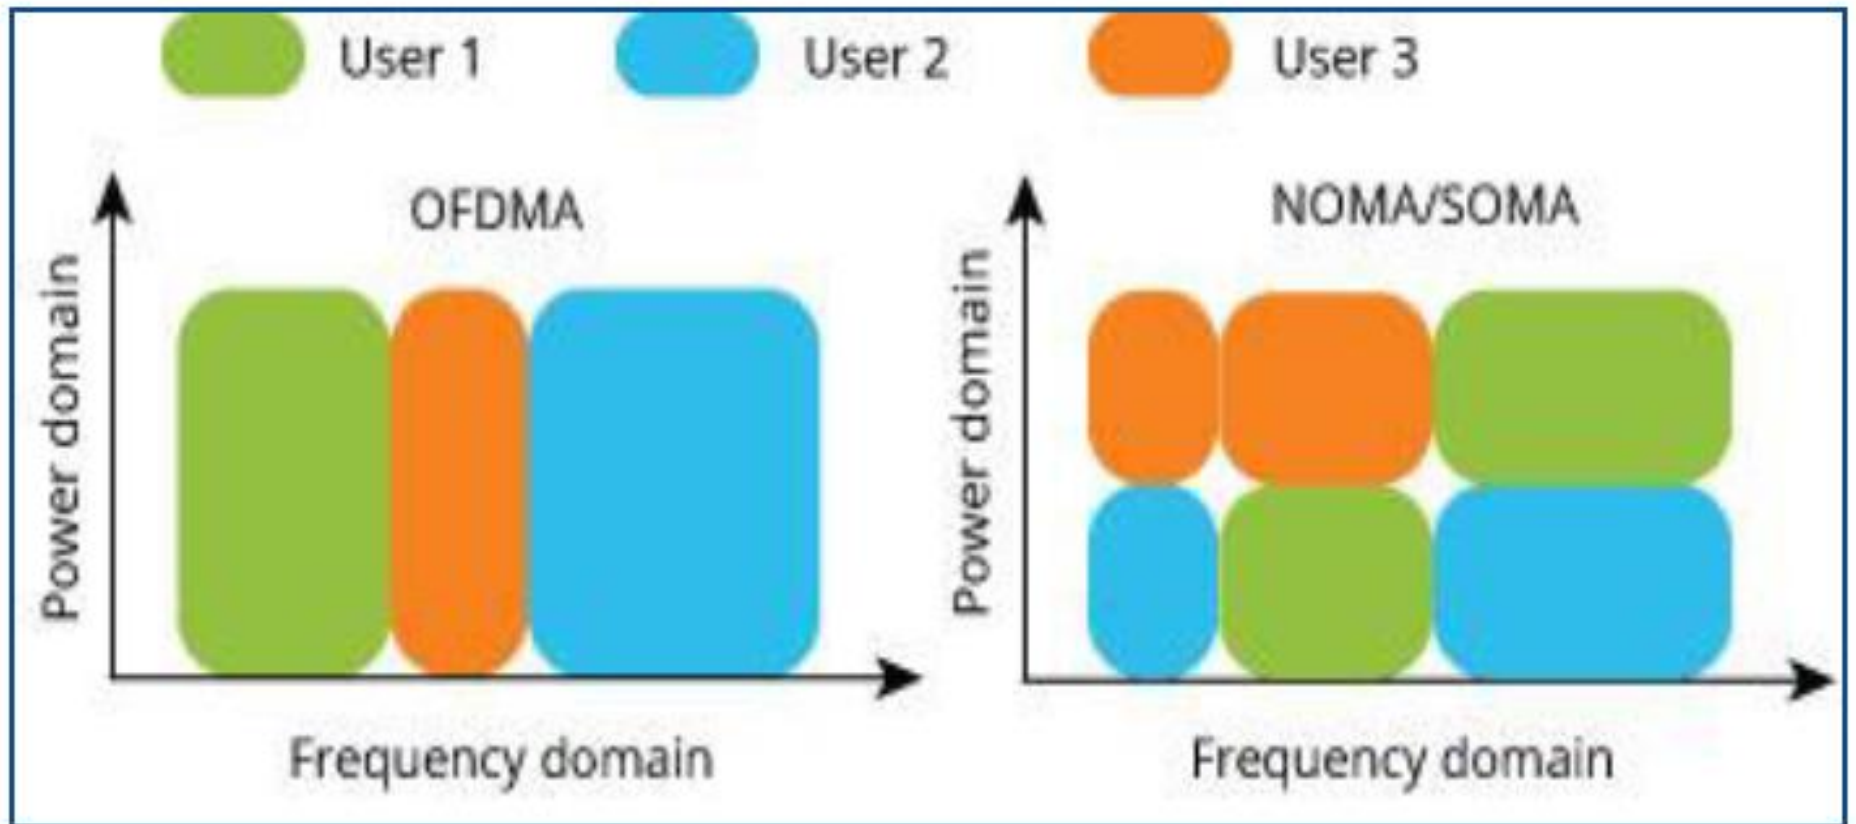 User 1
User 2
User 3
OFDMA
NOMA/SOMA
Power domain
Power domain
Frequency domain
Frequency domain